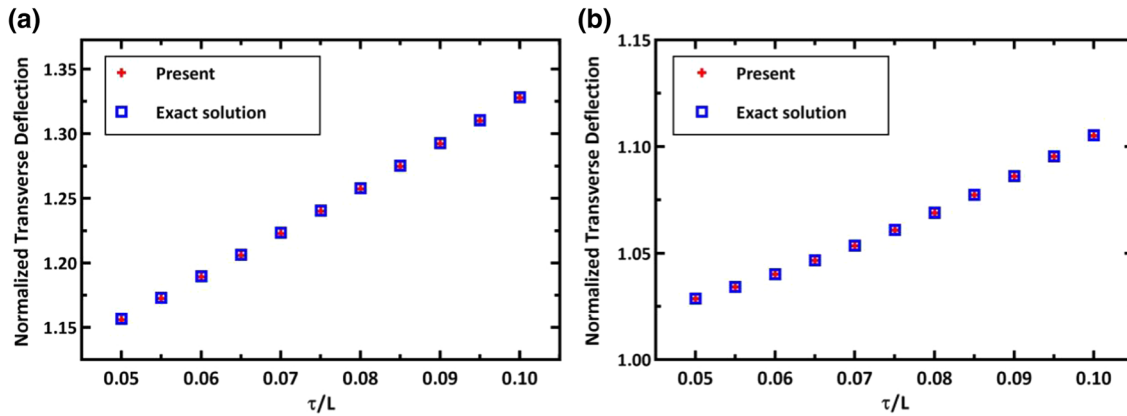 (a)
Normalized Transverse Deflection
1.35
1.30
1.25
1.20
1.15
Present
Exact solution
0.05 0.06 0.07 0.08 0.09 0.10
τ/L
(b)
Normalized Transverse Deflection
1.15
1.10
1.05
1.00
Present
Exact solution
0.05 0.06 0.07 0.08 0.09 0.10
τ/L